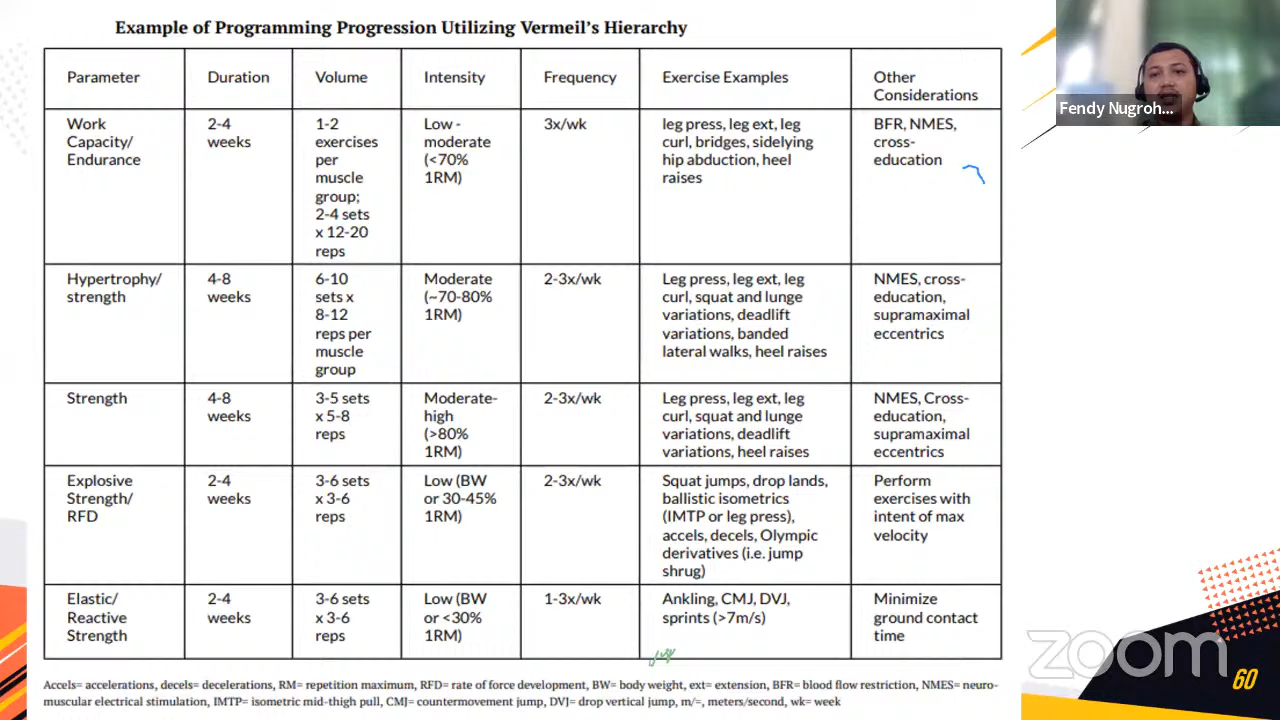 Example of Programming Progression Utilizing Vermeil's Hierarchy
Parameter
Duration
Volume
Intensity
Frequency
Exercise Examples
Other
Considerations
Work
Capacity/
Endurance
2-4
weeks
1-2
exercises
per
muscle
group;
2-4 sets
x 12-20
reps
Low -
moderate
(<70%
1RM)
3x/wk
leg press, leg ext, leg
curl, bridges, sidelying
hip abduction, heel
raises
BFR, NMES,
cross-
education
Hypertrophy/
strength
4-8
weeks
6-10
sets x
8-12
reps per
muscle
group
Moderate
(~70-80%
1RM)
2-3x/wk
Leg press, leg ext, leg
curl, squat and lunge
variations, deadlift
variations, banded
lateral walks, heel raises
NMES, cross-
education,
supramaximal
eccentrics
Strength
4-8
weeks
3-5 sets
x 5-8
reps
Moderate-
high
(>80%
1RM)
2-3x/wk
Leg press, leg ext, leg
curl, squat and lunge
variations, deadlift
variations, heel raises
NMES, Cross-
education,
supramaximal
eccentrics
Explosive
Strength/
RFD
2-4
weeks
3-6 sets
x 3-6
reps
Low (BW
or 30-45%
1RM)
2-3x/wk
Squat jumps, drop lands,
ballistic isometrics
(IMTP or leg press),
accels, decels, Olympic
derivatives (i.e. jump
shrug)
Perform
exercises with
intent of max
velocity
Elastic/
Reactive
Strength
2-4
weeks
3-6 sets
x 3-6
reps
Low (BW
or <30%
1RM)
1-3x/wk
Ankling, CMJ, DVJ,
sprints (>7m/s)
Minimize
ground contact
time
Accels= accelerations, decels= decelerations, RM= repetition maximum, RFD= rate of force development, BW= body weight, ext= extension, BFR= blood flow restriction, NMES= neuro-
muscular electrical stimulation, IMTP= isometric mid-thigh pull, CMJ= countermovement jump, DVJ= drop vertical jump, m/=, meters/second, wk= week
Fendy Nugroh...
zoom
60